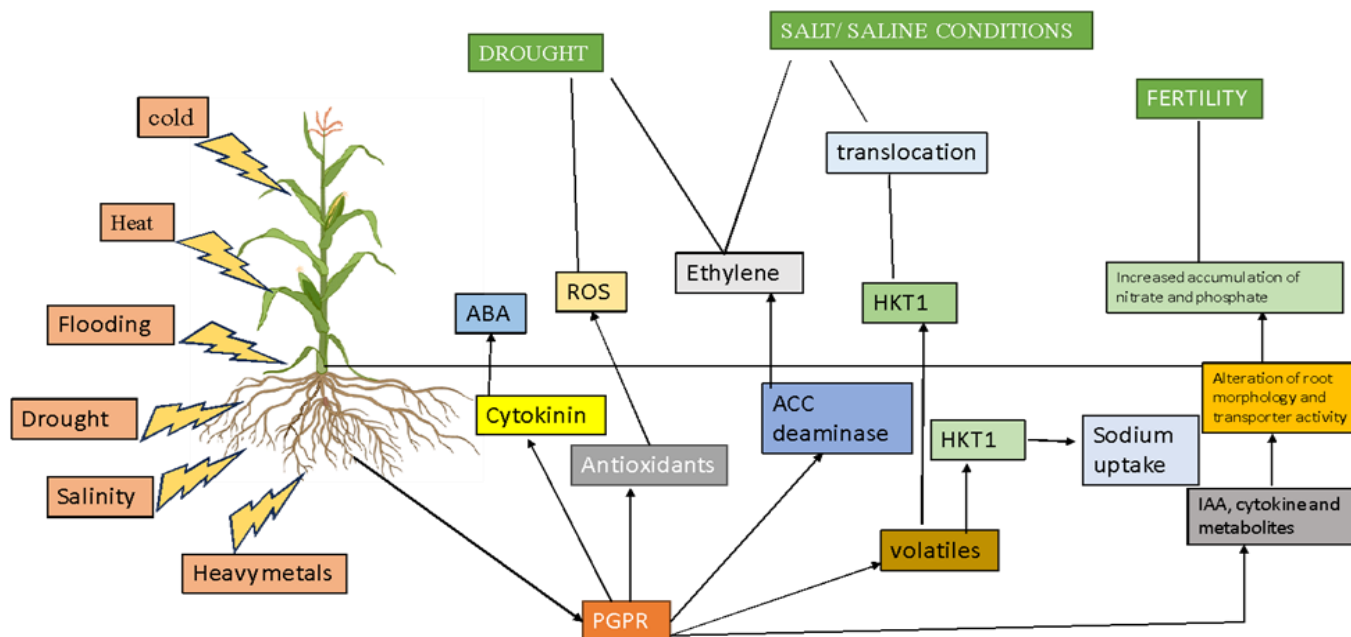 SALT/ SALINE CONDITIONS
DROUGHT
FERTILITY
cold
translocation
Heat
Ethylene
Increased accumulation of
nitrate and phosphate
ROS
HKT1
ABA
Flooding
Alteration of root
morphology and
transporter activity
Drought
Cytokinin
ACC
deaminase
HKT1
Sodium
uptake
Antioxidants
Salinity
IAA, cytokine and
metabolites
volatiles
Heavy metals
PGPR